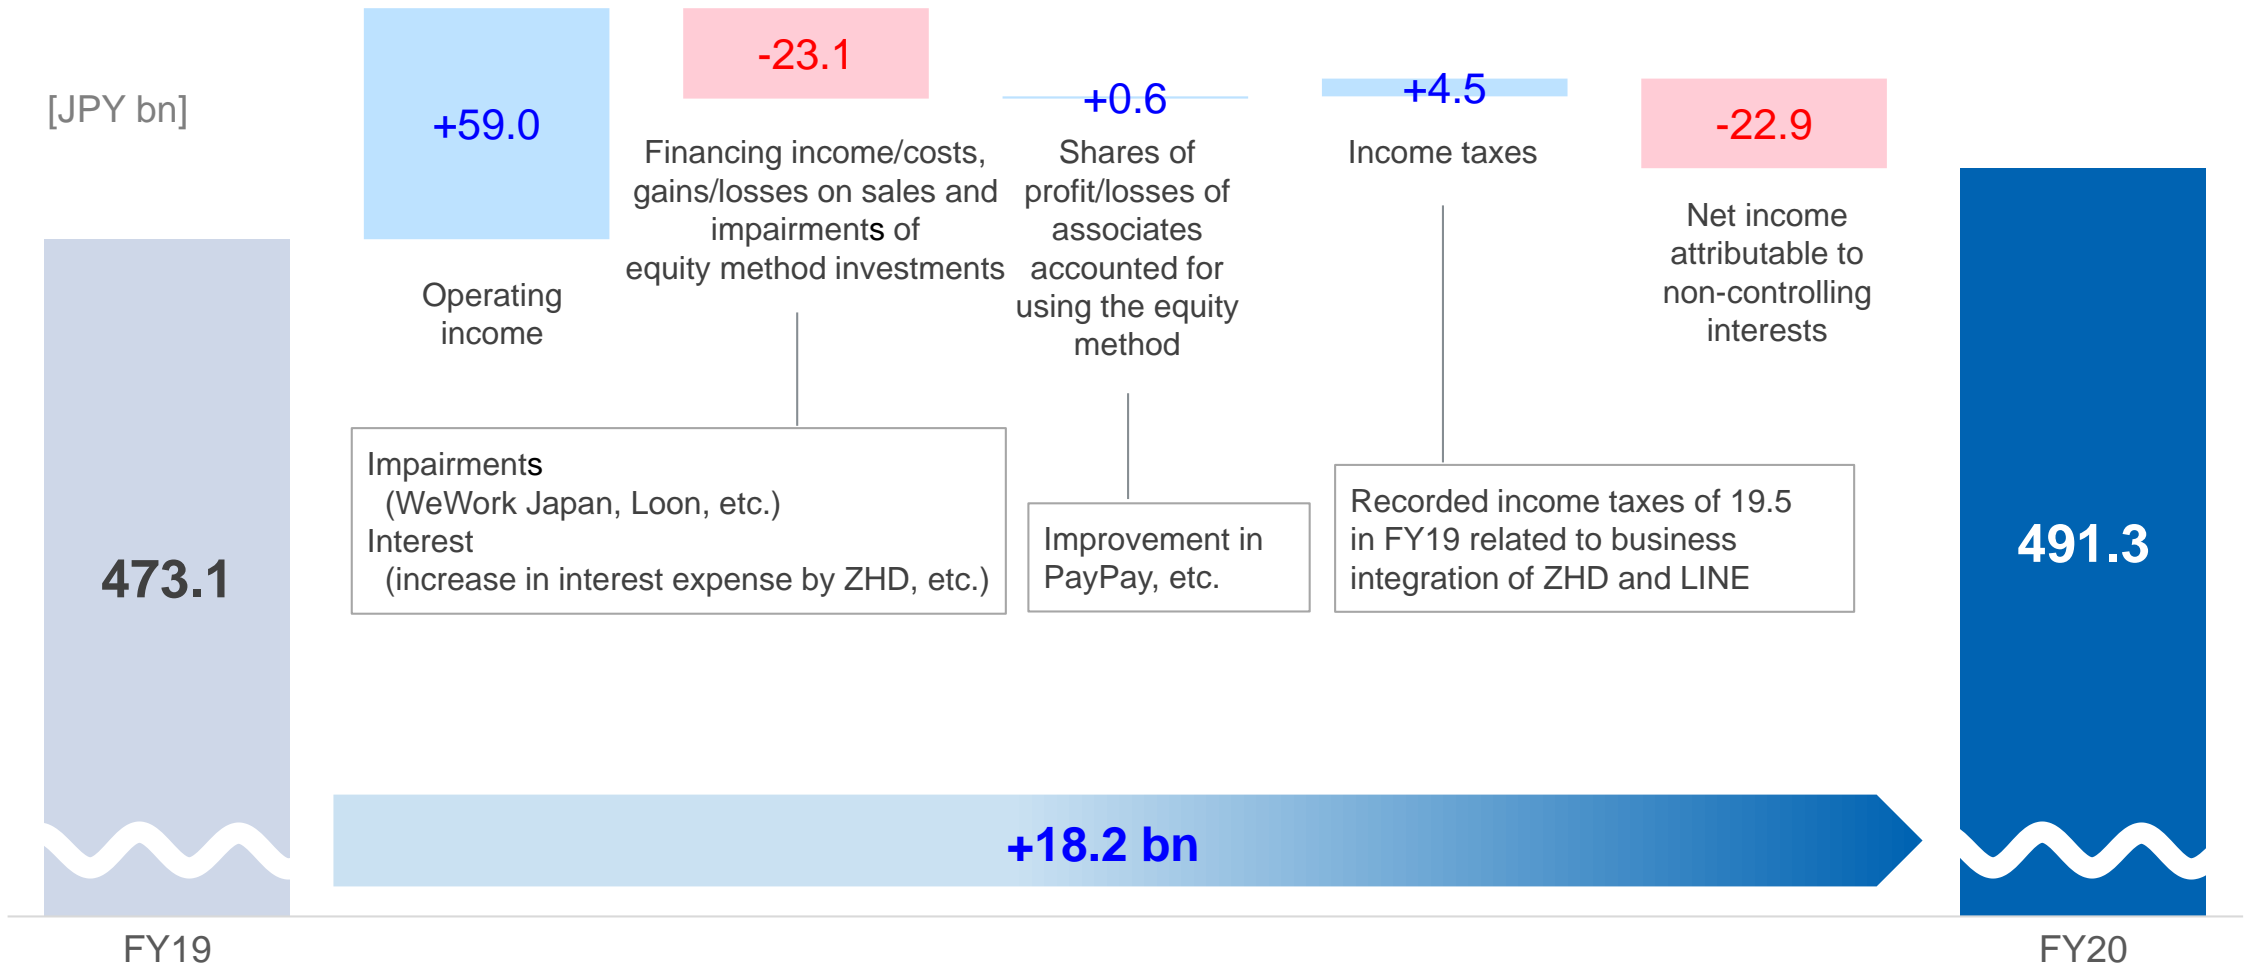 [JPY bn]
+59.0
-23.1
+0.6
+4.5
-22.9
Operating
income
Financing income/costs,
gains/losses on sales and
impairments of
equity method investments
Shares of
profit/losses of
associates
accounted for
using the equity
method
Income taxes
Net income
attributable to
non-controlling
interests
Impairments
(WeWork Japan, Loon, etc.)
Interest
(increase in interest expense by ZHD, etc.)
Improvement in
PayPay, etc.
Recorded income taxes of 19.5
in FY19 related to business
integration of ZHD and LINE
473.1
491.3
+18.2 bn
FY19
FY20